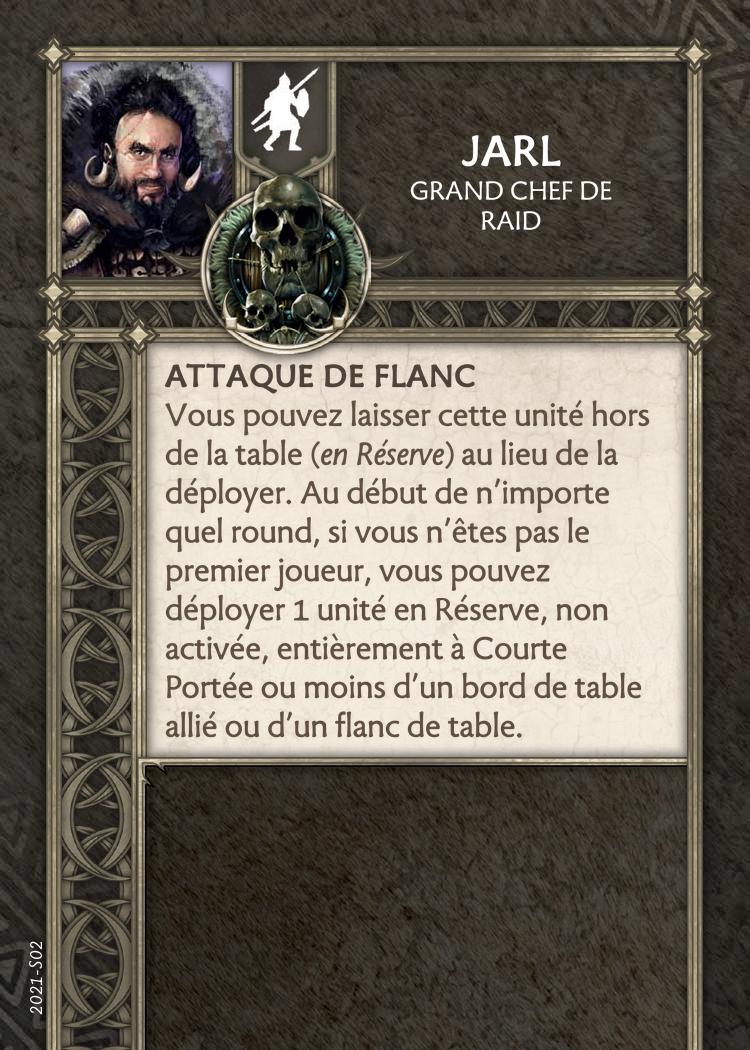 JARL
GRAND CHEF DE
RAID
ATTAQUE DE FLANC
Vous pouvez laisser cette unité hors
de la table (en Réserve) au lieu de la
déployer. Au début de n'importe
quel round, si vous n'êtes pas le
premier joueur, vous pouvez
déployer 1 unité en Réserve, non
activée, entièrement à Courte
Portée ou moins d'un bord de table
allié ou d'un flanc de table.
2021-S02